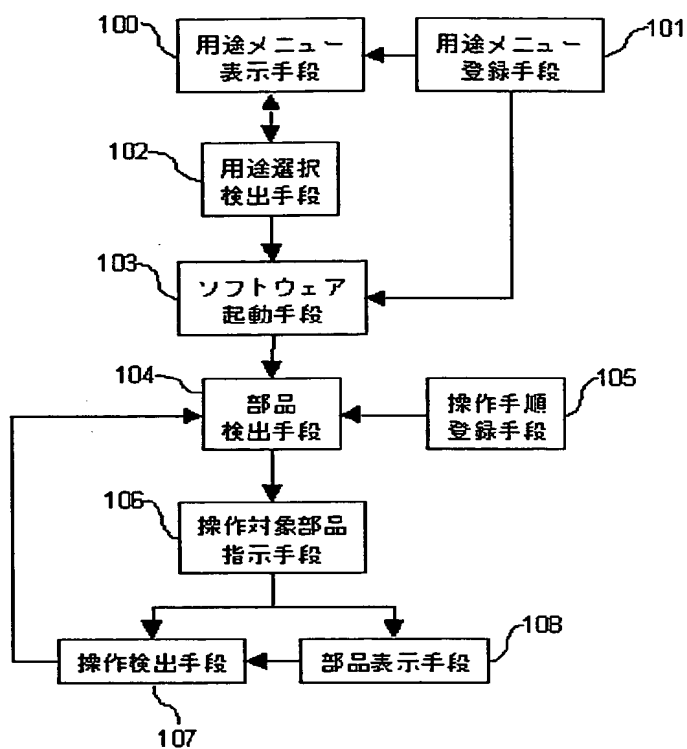 100
用途メニュー
表示手段
用途メニュー
登録手段
101
102
用途選択
検出手段
103
ソフトウェア
起動手段
104
部品
検出手段
操作手順
登録手段
105
106
操作対象部品
指示手段
操作検出手段
107
部品表示手段
108